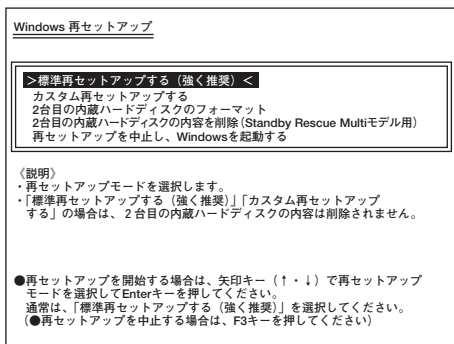 Windows 再セットアップ
＞標準再セットアップする（強く推奨）＜
カスタム再セットアップする
2台目の内蔵ハードディスクのフォーマット
2台目の内蔵ハードディスクの内容を削除（Standby Rescue Multiモデル用）
再セットアップを中止し、Windowsを起動する
《説明》
・再セットアップモードを選択します。
・「標準再セットアップする（強く推奨）」「カスタム再セットアップ
する」の場合は、２台目の内蔵ハードディスクの内容は削除されません。
●再セットアップを開始する場合は、矢印キー（↑・↓）で再セットアップ
モードを選択してEnterキーを押してください。
通常は、「標準再セットアップする（強く推奨）」を選択してください。
（●再セットアップを中止する場合は、F3キーを押してください）